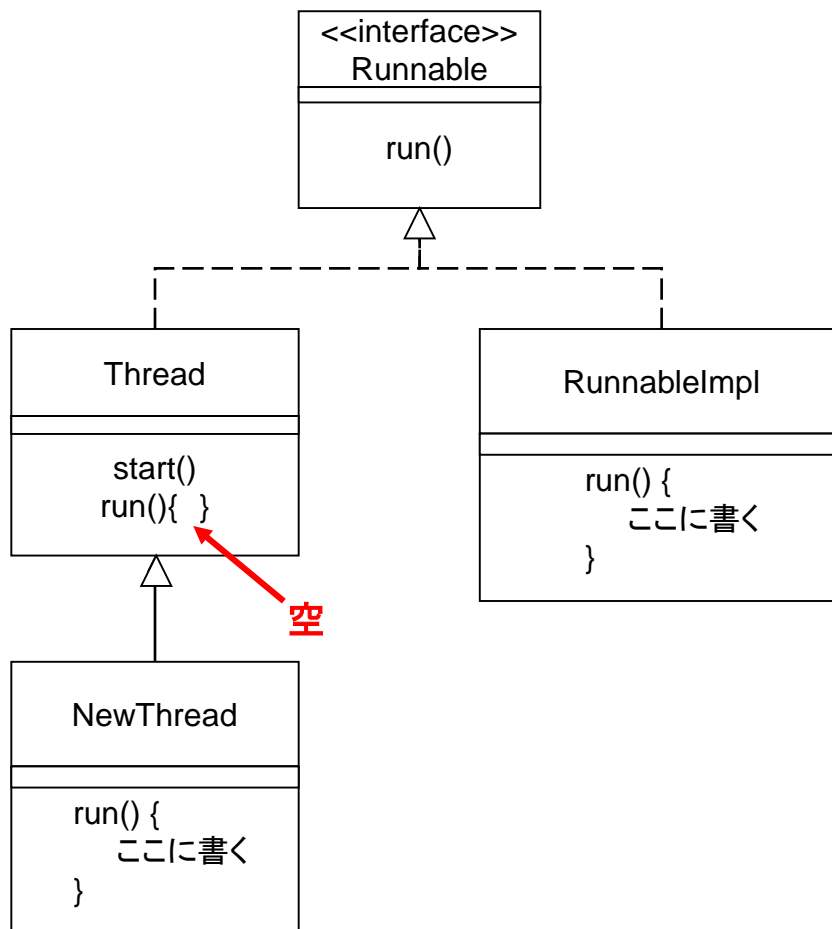 <<interface>>
Runnable
run()
Thread
start()
run(){  }
空
RunnableImpl
run() {
ここに書く
}
NewThread
run() {
ここに書く
}